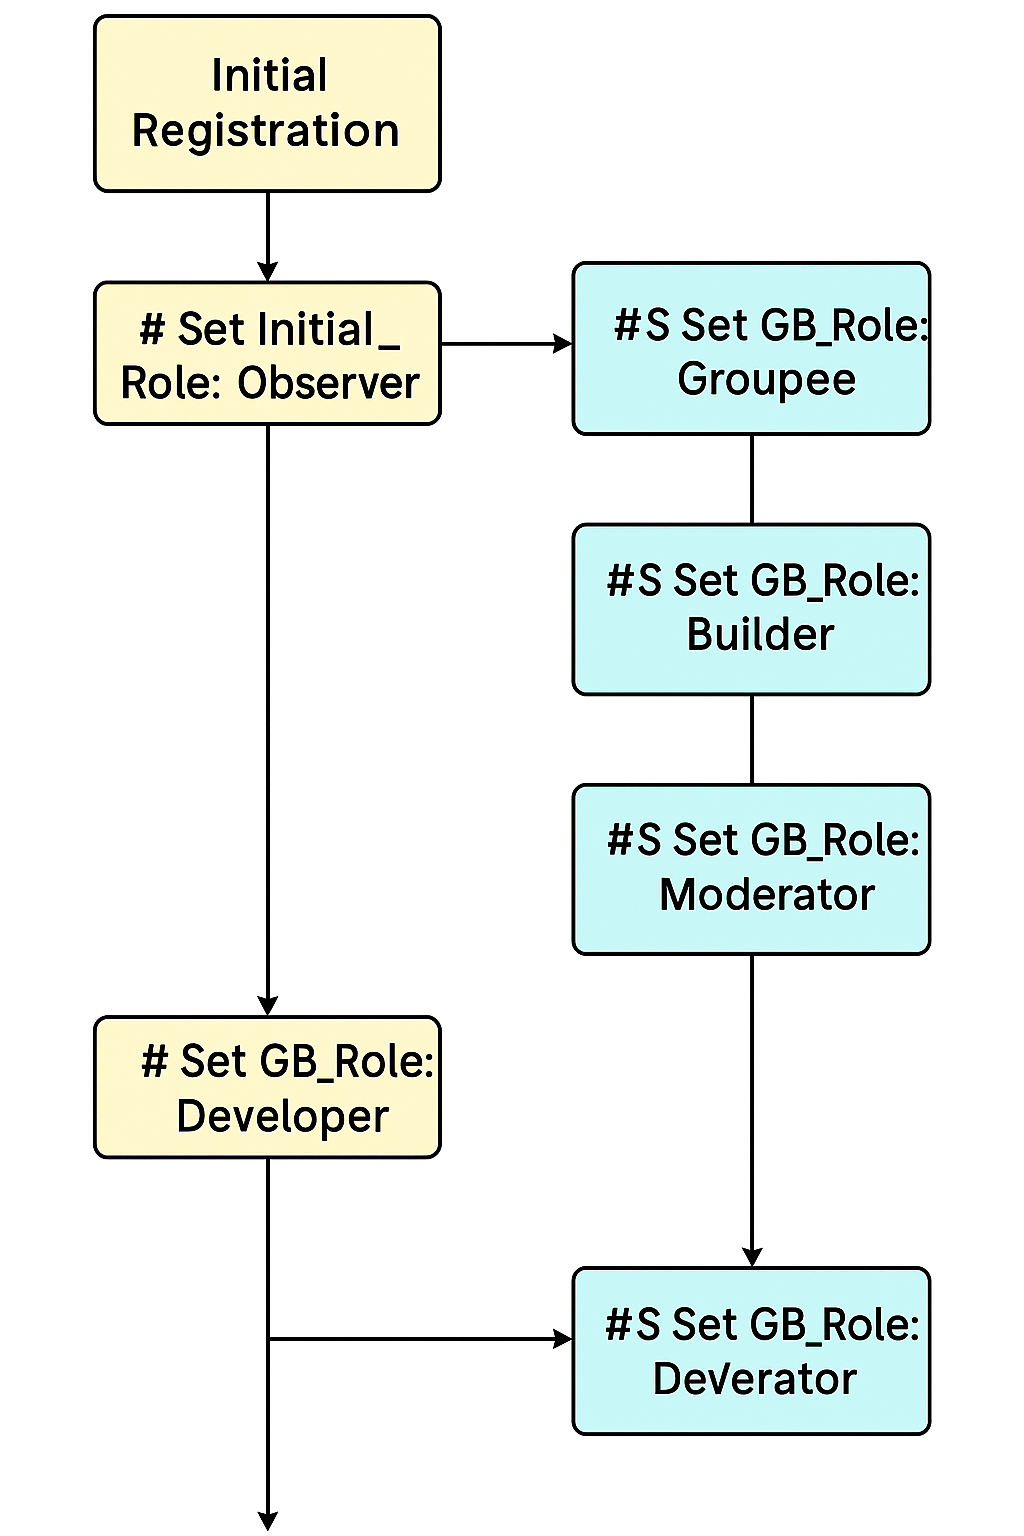 Initial
Registration
# Set Initial_
Role: Observer
#S Set GB_Role:
Groupee
#S Set GB_Role:
Builder
#S Set GB_Role:
Moderator
# Set GB_Role:
Developer
#S Set GB_Role:
DeVerator